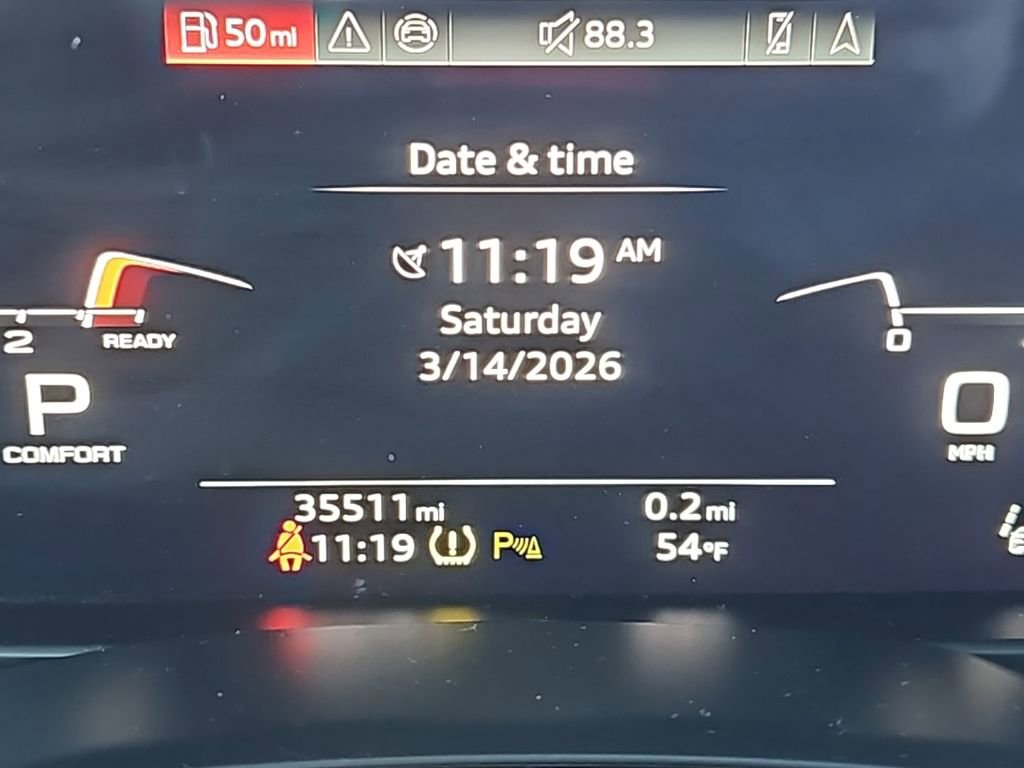 50 mi
88.3
Date & time
11:19 AM
Saturday
3/14/2026
2
READY
P
COMFORT
0
0
MPH
35511 mi
0.2 mi
11:19
P
54°F